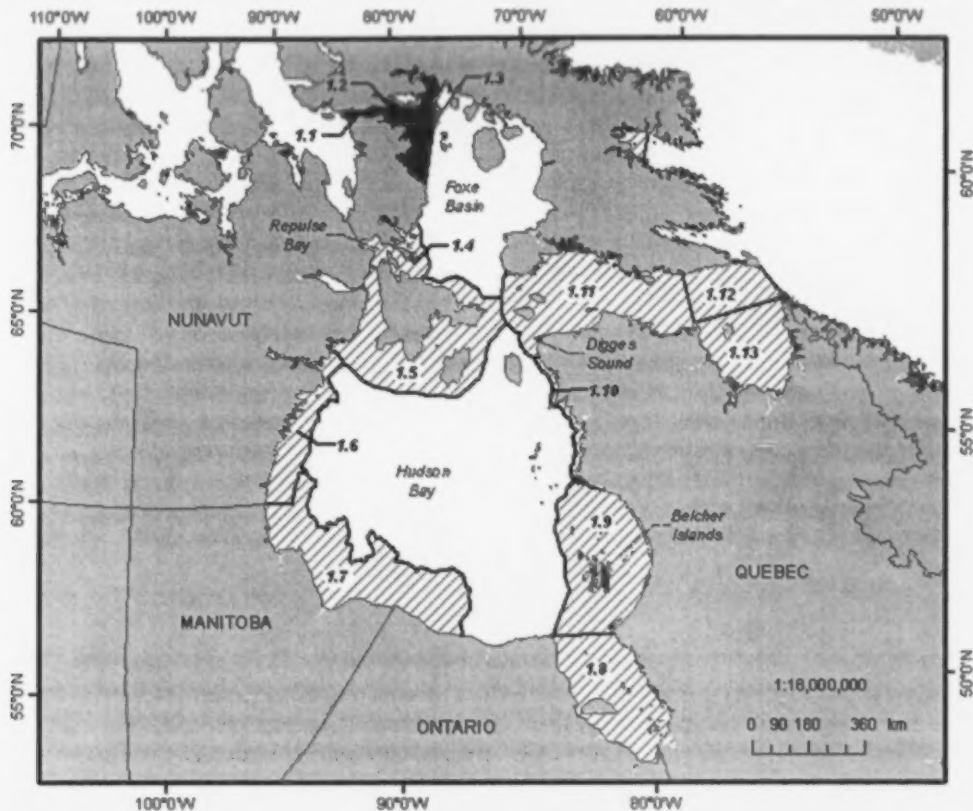 110°0'W 100°0'W 90°0'W 80°0'W 70°0'W 60°0'W 50°0'W
70°0'N
65°0'N
60°0'N
55°0'N
60°0'N
55°0'N
50°0'N
1.2
1.3
1.1
Foxe
Basin
Repulse
Bay
1.4
1.11
1.12
NUNAVUT
1.13
Digges
Sound
1.5
1.10
1.6
Hudson
Bay
1.9
Belcher
Islands
1.7
QUEBEC
MANITOBA
1.8
1:16,000,000
ONTARIO
0 90 180 360 km
100°0'W 90°0'W 80°0'W